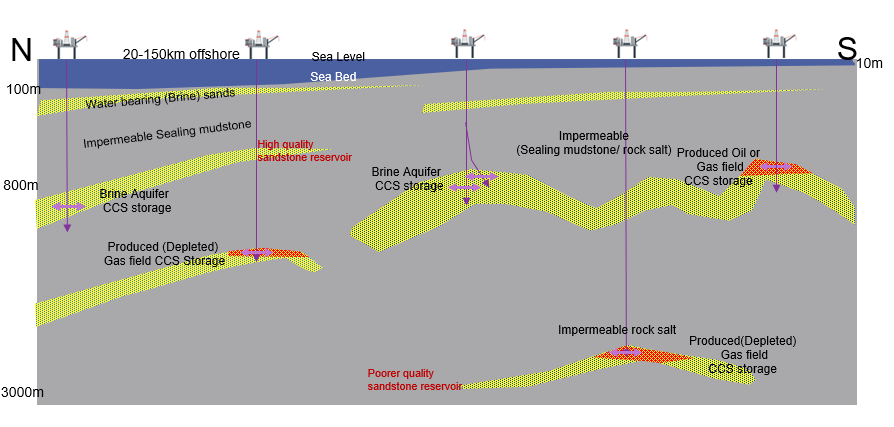 N
S
20-150km offshore
Sea Level
10m
Sea Bed
100m
Water bearing (Brine) sands
Impermeable Sealing mudstone
High quality
sandstone reservoir
Impermeable
(Sealing mudstone/ rock salt)
Produced Oil or
Gas field
CCS storage
Brine Aquifer
CCS storage
800m
Brine Aquifer
CCS storage
Produced (Depleted)
Gas field CCS Storage
Impermeable rock salt
Produced(Depleted)
Gas field
CCS storage
Poorer quality
sandstone reservoir
3000m